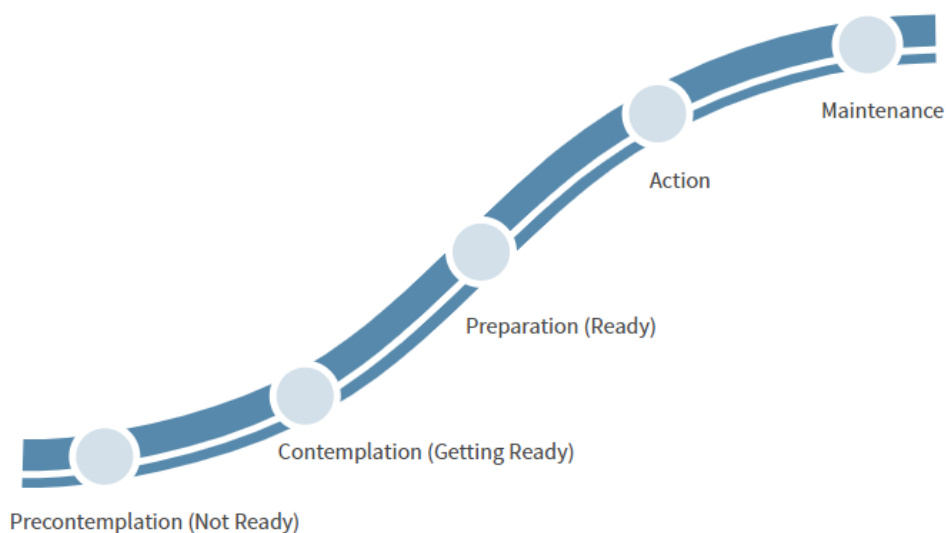 Maintenance
Action
Preparation (Ready)
Contemplation (Getting Ready)
Precontemplation (Not Ready)